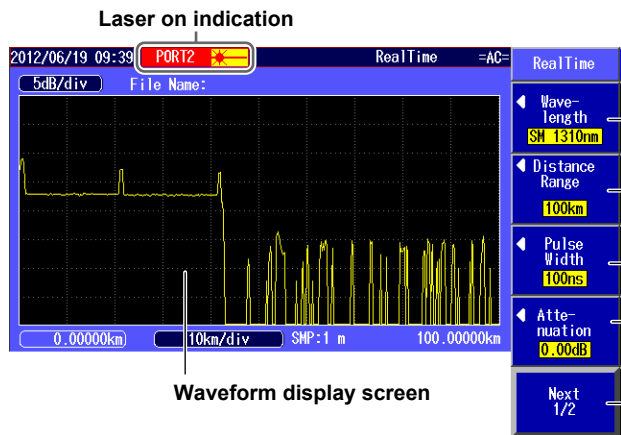 Laser on indication
2012/06/19 09:39 PORT2 RealTime =AC=
5dB/div File Name:
0.00000km 10km/div SMP:1 m 100.00000km
RealTime
Wave-
length
SM 1310nm
Distance
Range
100km
Pulse
Width
100ns
Atte-
nuation
0.00dB
Next
1/2
Waveform display screen